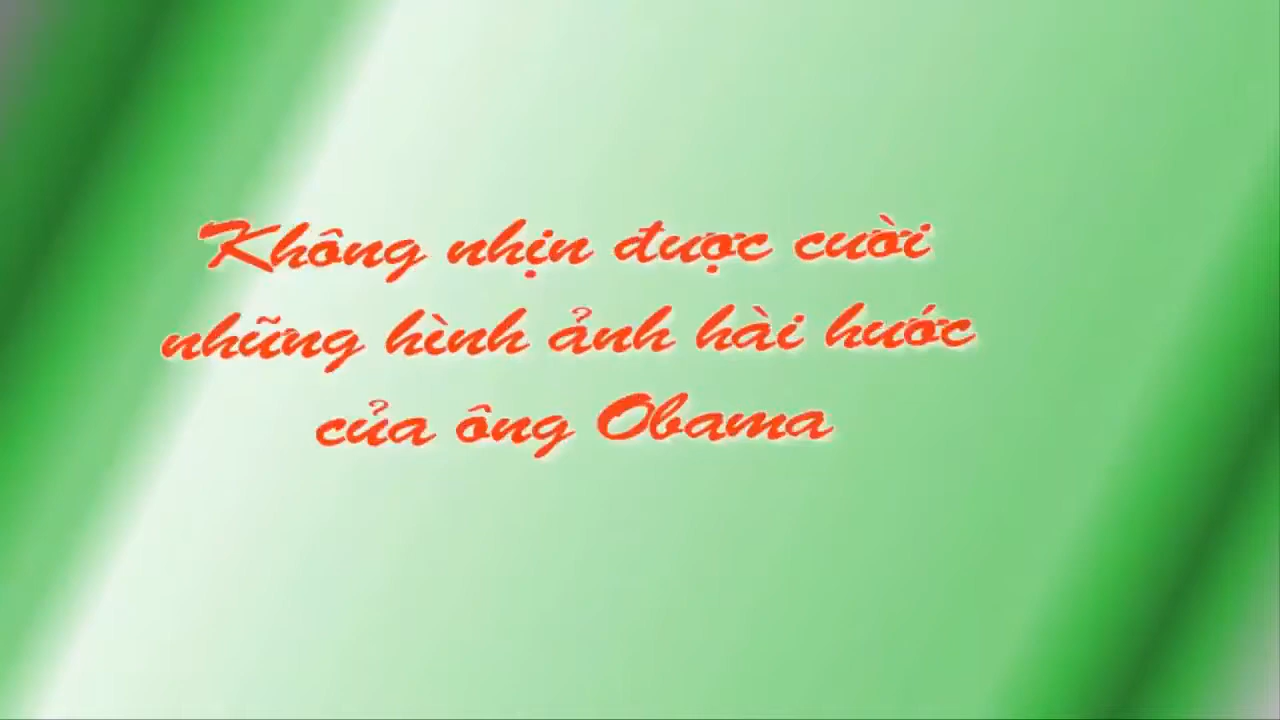 Không nhịn được cười
những hình ảnh hài hước
của ông Obama